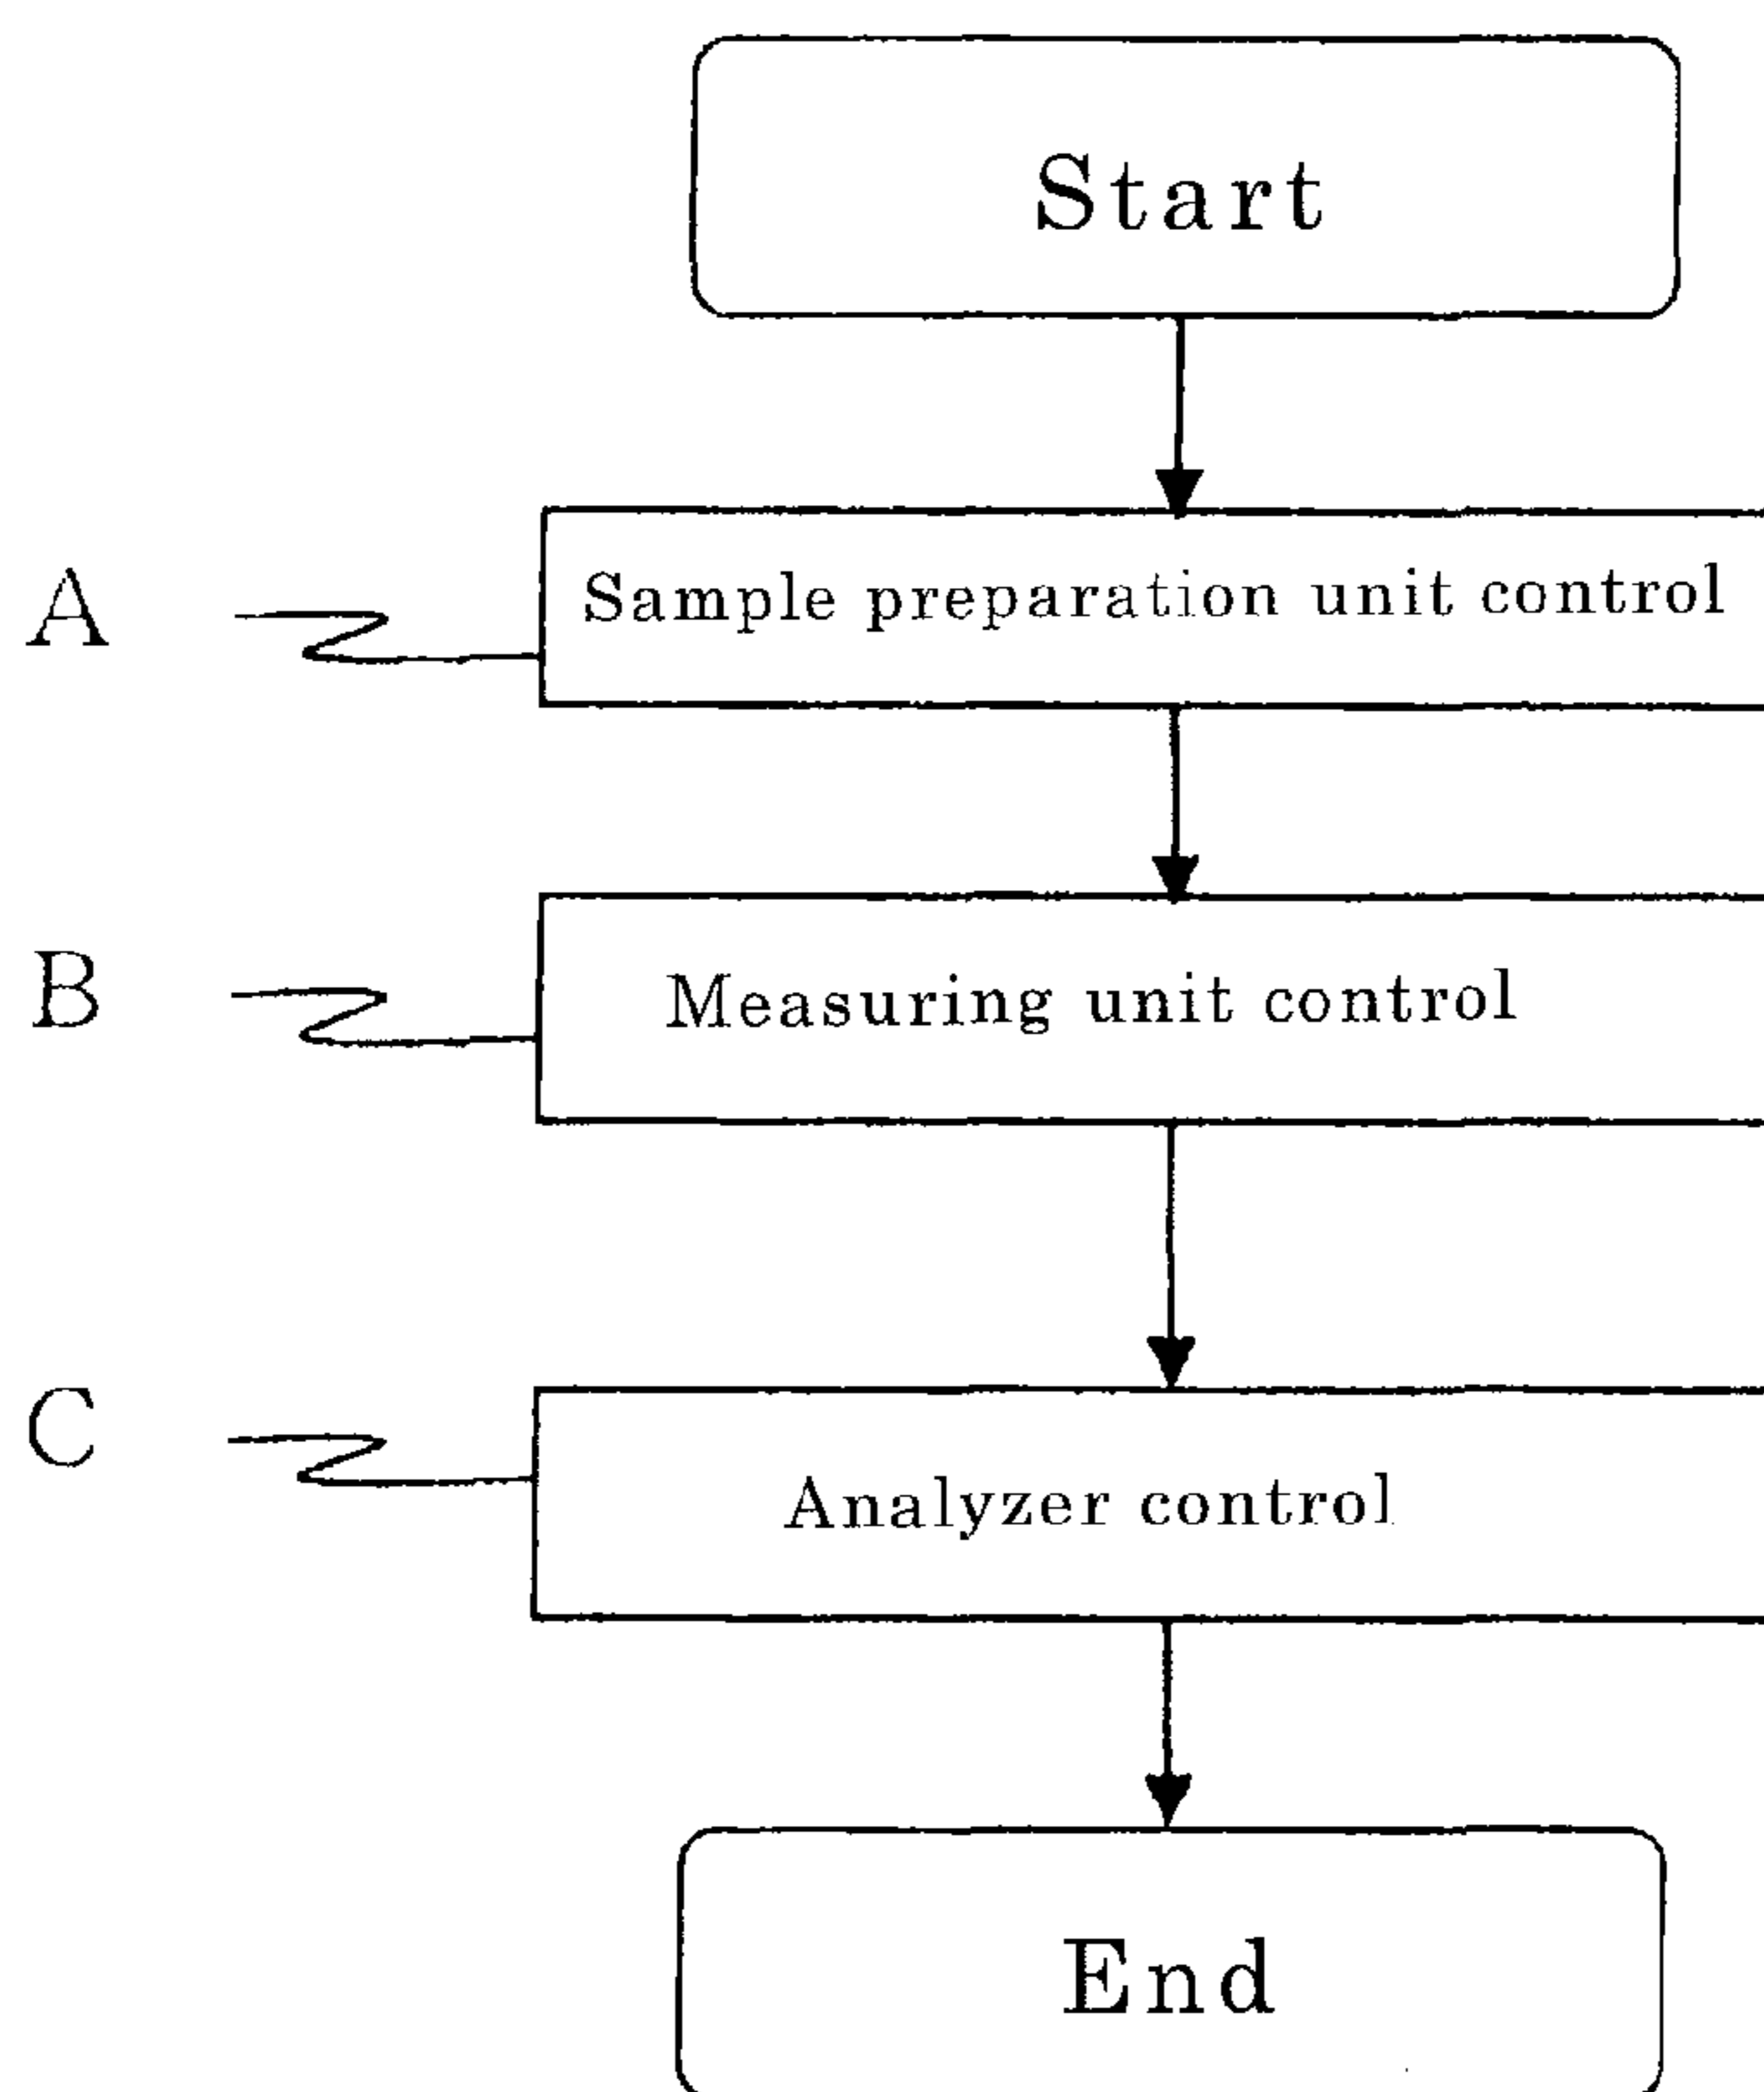 Start
A
Sample preparation unit control
B
Measuring unit control
C
Analyzer control
End